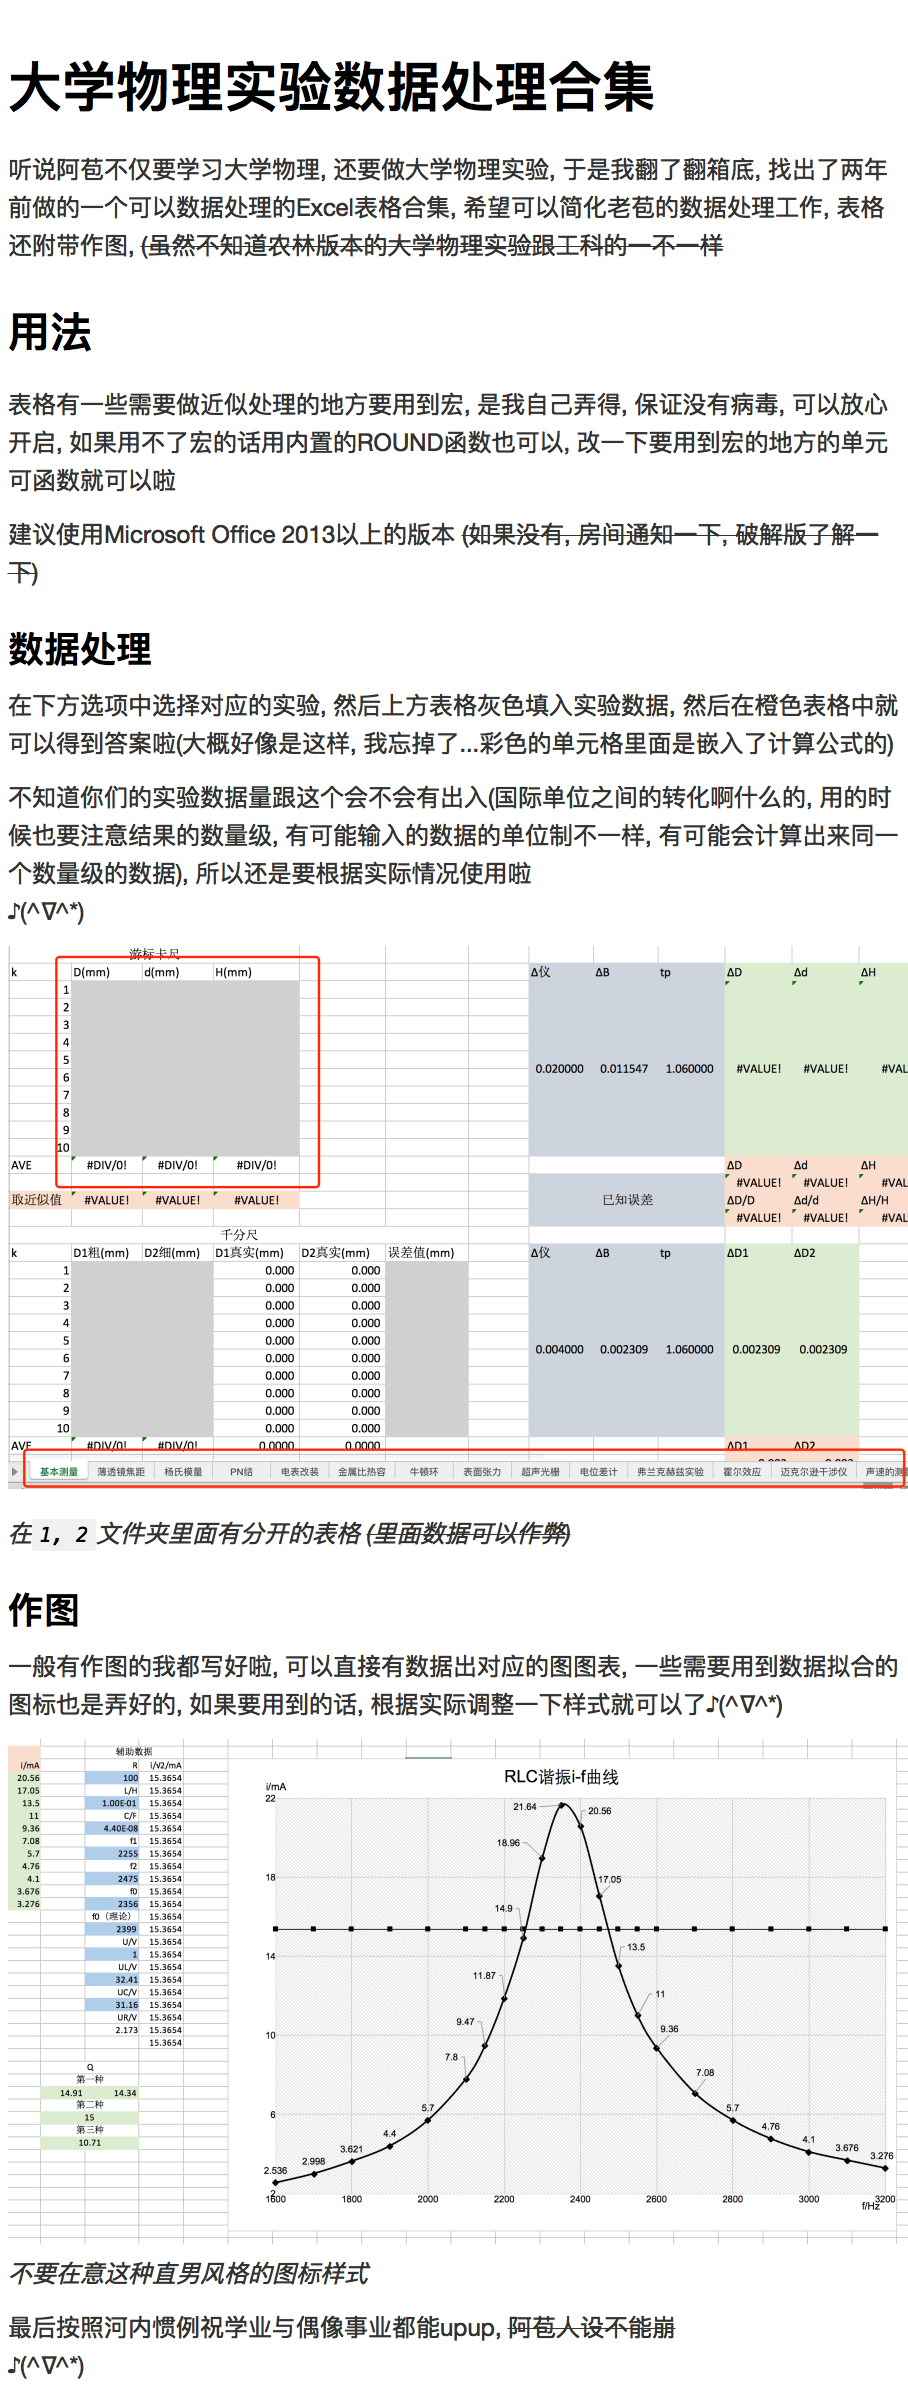 大学物理实验数据处理合集
听说阿苞不仅要学习大学物理, 还要做大学物理实验, 于是我翻了翻箱底, 找出了两年
前做的一个可以数据处理的Excel表格合集, 希望可以简化老苞的数据处理工作, 表格
还附带作图, (虽然不知道农林版本的大学物理实验跟工科的一不一样
用法
表格有一些需要做近似处理的地方要用到宏, 是我自己弄得, 保证没有病毒, 可以放心
开启, 如果用不了宏的话用内置的ROUND函数也可以, 改一下要用到宏的地方的单元
可函数就可以啦
建议使用Microsoft Office 2013以上的版本 (如果没有, 房间通知一下, 破解版了解一
下)
数据处理
在下方选项中选择对应的实验, 然后上方表格灰色填入实验数据, 然后在橙色表格中就
可以得到答案啦(大概好像是这样, 我忘掉了...彩色的单元格里面是嵌入了计算公式的)
不知道你们的实验数据量跟这个会不会有出入(国际单位之间的转化啊什么的, 用的时
候也要注意结果的数量级, 有可能输入的数据的单位制不一样, 有可能会计算出来同一
个数量级的数据), 所以还是要根据实际情况使用啦
♪(^∇^*)
游标卡尺
k D(mm) d(mm) H(mm) Δ仪 ΔB tp ΔD Δd ΔH
1
2
3
4
5
0.020000 0.011547 1.060000 #VALUE! #VALUE! #VAL
6
7
8
9
10
AVE #DIV/0! #DIV/0! #DIV/0! ΔD Δd ΔH
#VALUE! #VALUE! #VAL
取近似值 #VALUE! #VALUE! #VALUE! 已知误差 ΔD/D Δd/d ΔH/H
#VALUE! #VALUE! #VAL
千分尺
k D1粗(mm) D2细(mm) D1真实(mm) D2真实(mm) 误差值(mm) Δ仪 ΔB tp ΔD1 ΔD2
1 0.000 0.000
2 0.000 0.000
3 0.000 0.000
4 0.000 0.000
5 0.000 0.000
0.004000 0.002309 1.060000 0.002309 0.002309
6 0.000 0.000
7 0.000 0.000
8 0.000 0.000
9 0.000 0.000
10 0.000 0.000
AVE #DIV/0! #DIV/0! 0.0000 0.0000 ΔD1 ΔD2
基本测量 薄透镜焦距 杨氏模量 PN结 电表改装 金属比热容 牛顿环 表面张力 超声光栅 电位差计 弗兰克赫兹实验 霍尔效应 迈克尔逊干涉仪 声速的测
在 1, 2 文件夹里面有分开的表格 (里面数据可以作弊)
作图
一般有作图的我都写好啦, 可以直接有数据出对应的图图表, 一些需要用到数据拟合的
图标也是弄好的, 如果要用到的话, 根据实际调整一下样式就可以了♪(^∇^*)
辅助数据
i/mA R i/√2/mA
20.56 100 15.3654
17.05 L/H 15.3654
13.5 1.00E-01 15.3654
11 C/F 15.3654
9.36 4.40E-08 15.3654
7.08 f1 15.3654
5.7 2255 15.3654
4.76 f2 15.3654
4.1 2475 15.3654
3.676 f0 15.3654
3.276 2356 15.3654
f0（理论） 15.3654
2399 15.3654
U/V 15.3654
1 15.3654
UL/V 15.3654
32.41 15.3654
UC/V 15.3654
31.16 15.3654
UR/V 15.3654
2.173 15.3654
15.3654
Q
第一种
14.91 14.34
第二种
15
第三种
10.71
RLC谐振i-f曲线
i/mA
22
18
14
10
6
2
2.536
2.998
3.621
4.4
5.7
7.8
9.47
11.87
14.9
18.96
21.64
20.56
17.05
13.5
11
9.36
7.08
5.7
4.76
4.1
3.676
3.276
1600 1800 2000 2200 2400 2600 2800 3000 3200
f/Hz
不要在意这种直男风格的图标样式
最后按照河内惯例祝学业与偶像事业都能upup, 阿苞人设不能崩
♪(^∇^*)